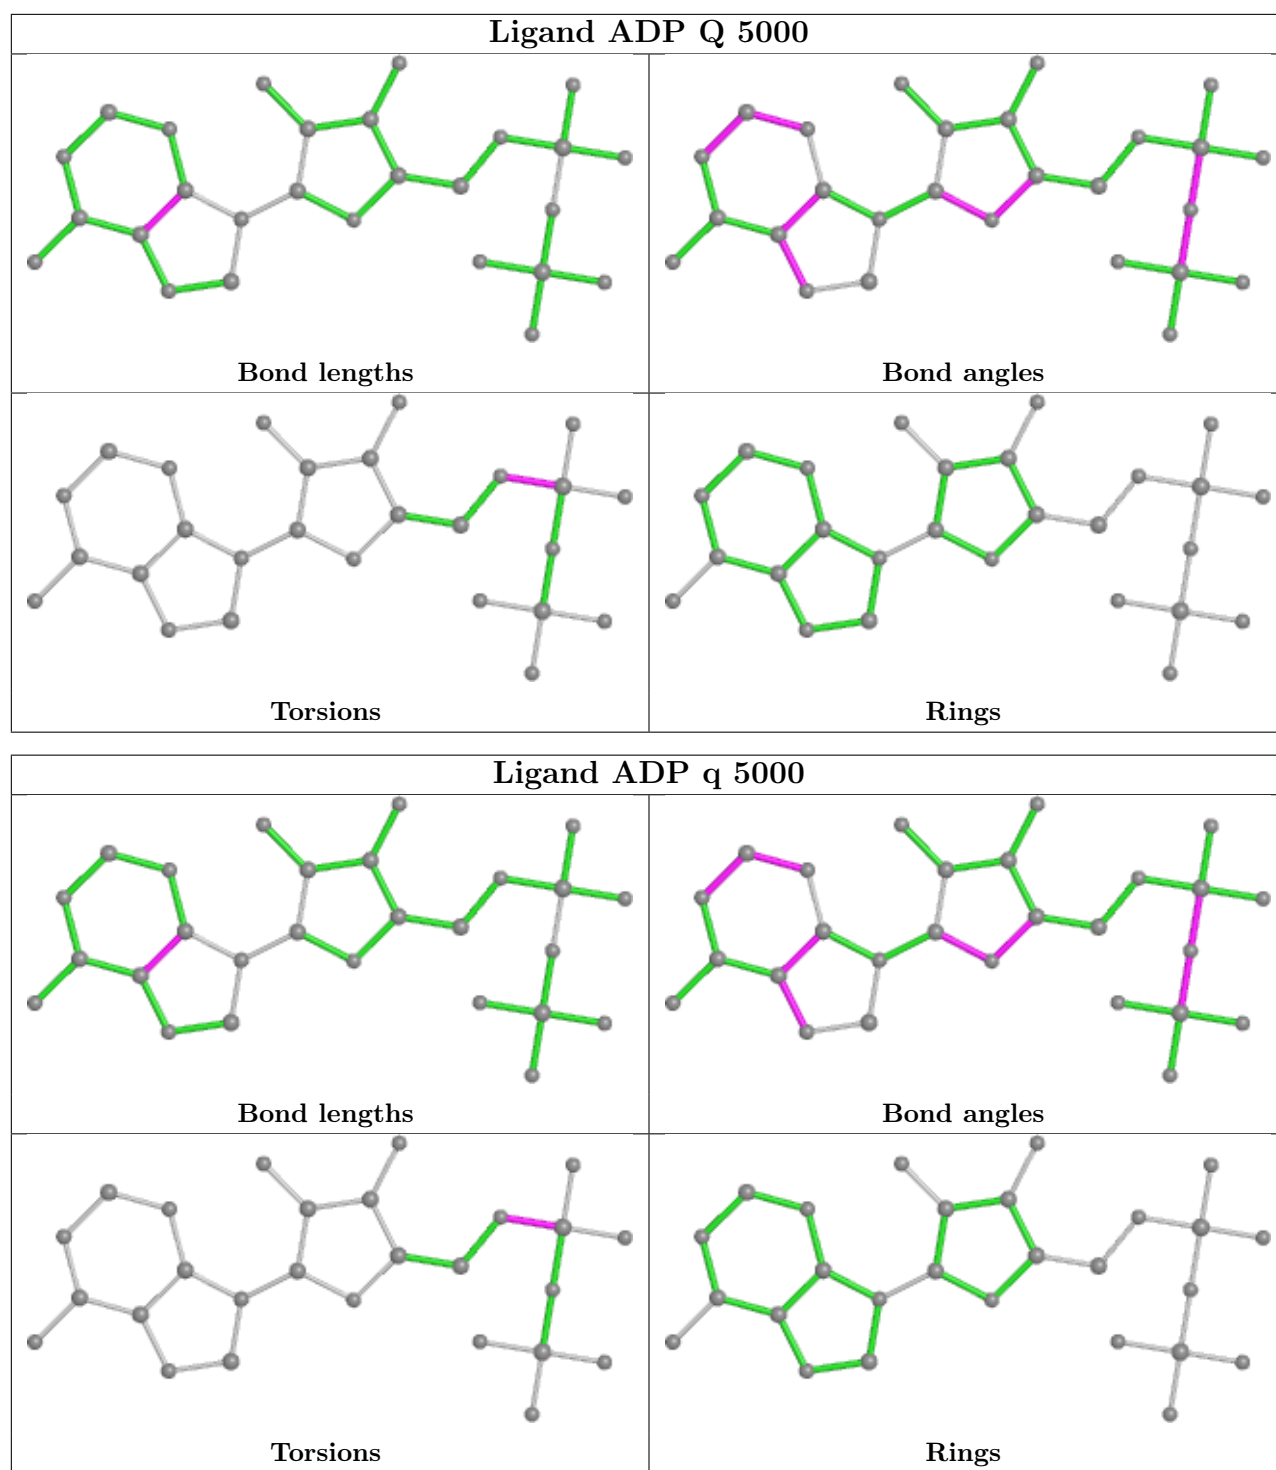 Ligand ADP Q 5000
Bond lengths
Bond angles
Torsions
Rings
Ligand ADP q 5000
Bond lengths
Bond angles
Torsions
Rings